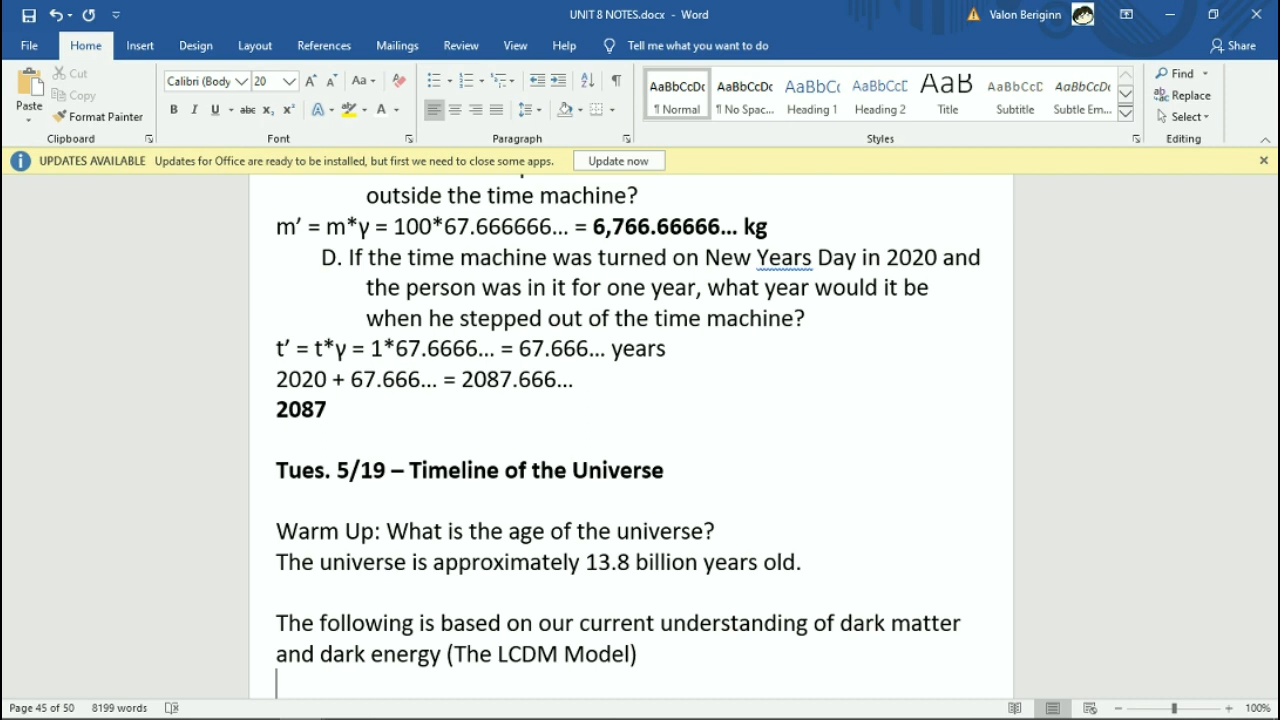 UNIT 8 NOTES.docx - Word
Valon Beriginn
File Home Insert Design Layout References Mailings Review View Help Tell me what you want to do Share
Paste
Cut
Copy
Format Painter
Clipboard
Calibri (Body 20
Font
Paragraph
AaBbCcDc AaBbCcDc AaBbCc AaBbCcD AaB AaBbCcD AaBbCcDc
¶ Normal ¶ No Spac... Heading 1 Heading 2 Title Subtitle Subtle Em...
Styles
Find
Replace
Select
Editing
UPDATES AVAILABLE Updates for Office are ready to be installed, but first we need to close some apps. Update now
outside the time machine?
m’ = m*γ = 100*67.666666... = 6,766.66666... kg
D. If the time machine was turned on New Years Day in 2020 and
the person was in it for one year, what year would it be
when he stepped out of the time machine?
t’ = t*γ = 1*67.6666... = 67.666... years
2020 + 67.666... = 2087.666...
2087
Tues. 5/19 – Timeline of the Universe
Warm Up: What is the age of the universe?
The universe is approximately 13.8 billion years old.
The following is based on our current understanding of dark matter
and dark energy (The LCDM Model)
Page 45 of 50 8199 words 100%